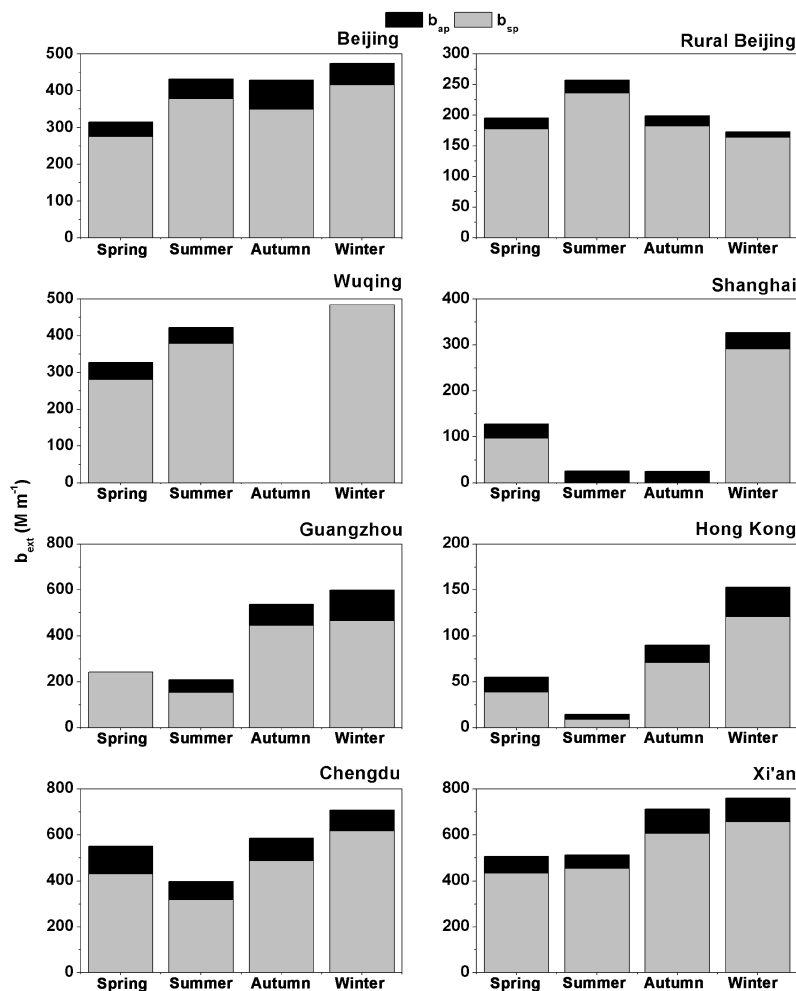 b_ap b_sp
Beijing
500
400
300
200
100
0
Spring Summer Autumn Winter
Rural Beijing
300
250
200
150
100
50
0
Spring Summer Autumn Winter
Wuqing
500
400
300
200
100
0
Spring Summer Autumn Winter
Shanghai
400
300
200
100
0
Spring Summer Autumn Winter
b_ext (M m^-1)
Guangzhou
800
600
400
200
0
Spring Summer Autumn Winter
Hong Kong
200
150
100
50
0
Spring Summer Autumn Winter
Chengdu
800
600
400
200
0
Spring Summer Autumn Winter
Xi'an
800
600
400
200
0
Spring Summer Autumn Winter